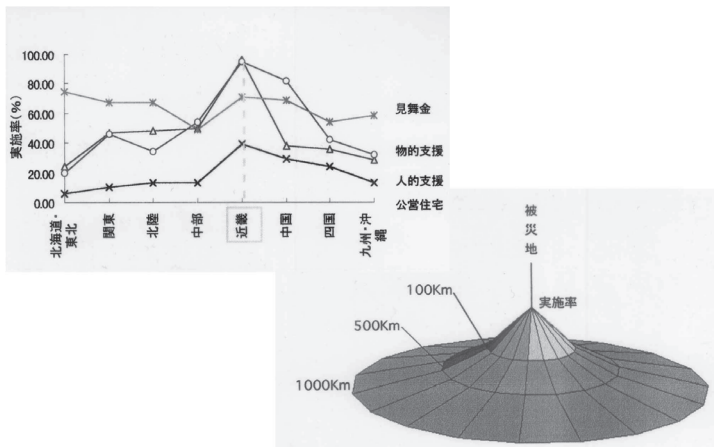 100.00
80.00
60.00
40.00
20.00
0.00
実施率(%)
北海道・東北
関東
北陸
中部
近畿
中国
四国
九州・沖縄
見舞金
物的支援
人的支援
公営住宅
被災地
実施率
100Km
500Km
1000Km